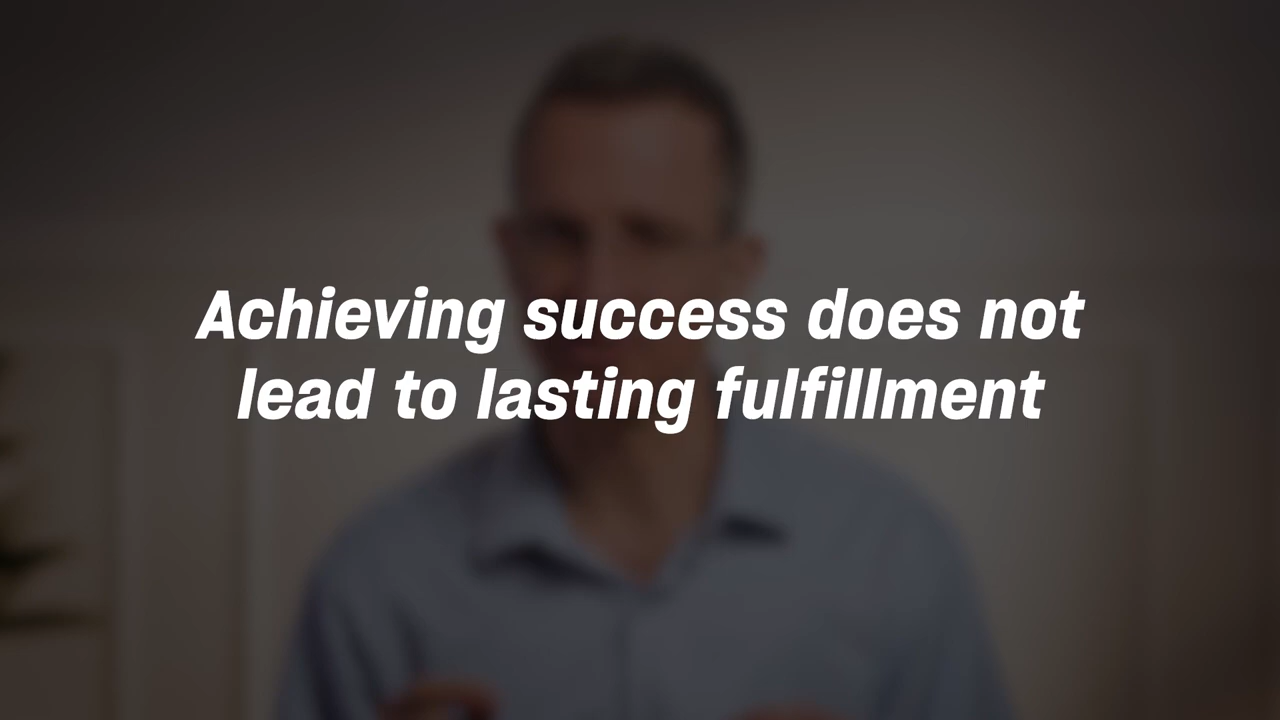 Achieving success does not
lead to lasting fulfillment